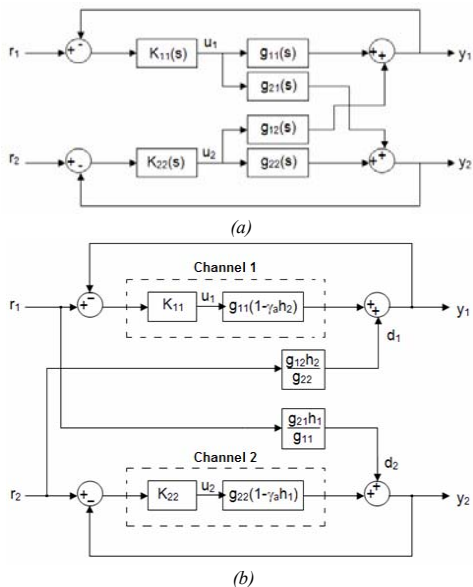 r₁ + - K₁₁(s) u₁ g₁₁(s) + + y₁
g₂₁(s)
g₁₂(s)
r₂ + - K₂₂(s) u₂ g₂₂(s) + + y₂
(a)
Channel 1
r₁ + - K₁₁ u₁ g₁₁(1-γₐh₂) + + y₁
d₁
g₁₂h₂
g₂₂
g₂₁h₁
g₁₁
d₂
Channel 2
r₂ + - K₂₂ u₂ g₂₂(1-γₐh₁) + + y₂
(b)